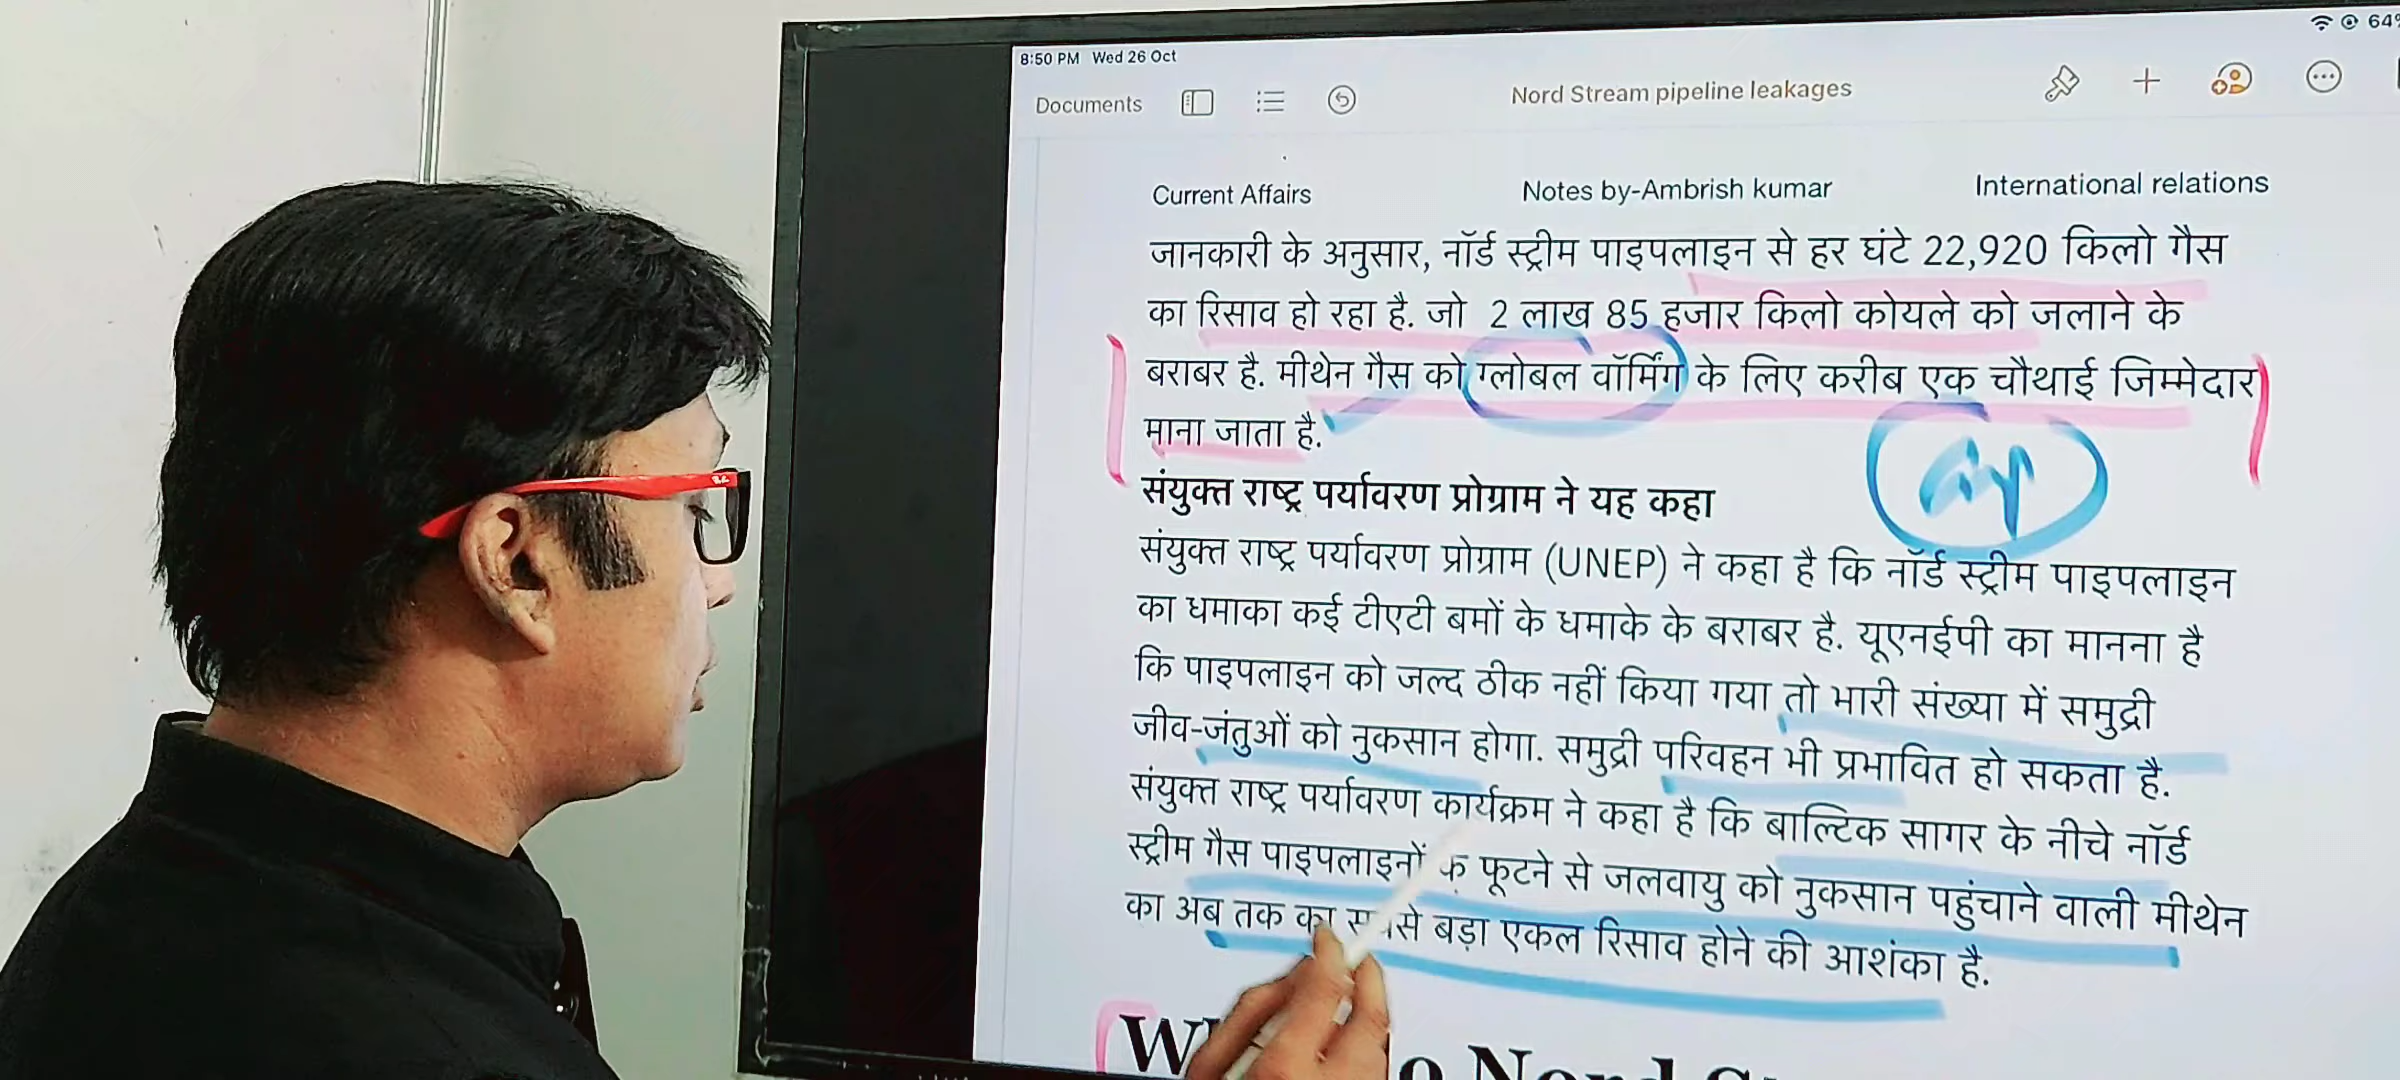 64%
8:50 PM Wed 26 Oct
Documents
Nord Stream pipeline leakages
Current Affairs Notes by-Ambrish kumar International relations
जानकारी के अनुसार, नॉर्ड स्ट्रीम पाइपलाइन से हर घंटे 22,920 किलो गैस
का रिसाव हो रहा है. जो 2 लाख 85 हजार किलो कोयले को जलाने के
बराबर है. मीथेन गैस को ग्लोबल वॉर्मिंग के लिए करीब एक चौथाई जिम्मेदार
माना जाता है.
संयुक्त राष्ट्र पर्यावरण प्रोग्राम ने यह कहा
संयुक्त राष्ट्र पर्यावरण प्रोग्राम (UNEP) ने कहा है कि नॉर्ड स्ट्रीम पाइपलाइन
का धमाका कई टीएटी बमों के धमाके के बराबर है. यूएनईपी का मानना है
कि पाइपलाइन को जल्द ठीक नहीं किया गया तो भारी संख्या में समुद्री
जीव-जंतुओं को नुकसान होगा. समुद्री परिवहन भी प्रभावित हो सकता है.
संयुक्त राष्ट्र पर्यावरण कार्यक्रम ने कहा है कि बाल्टिक सागर के नीचे नॉर्ड
स्ट्रीम गैस पाइपलाइनों के फूटने से जलवायु को नुकसान पहुंचाने वाली मीथेन
का अब तक का सबसे बड़ा एकल रिसाव होने की आशंका है.
Nord